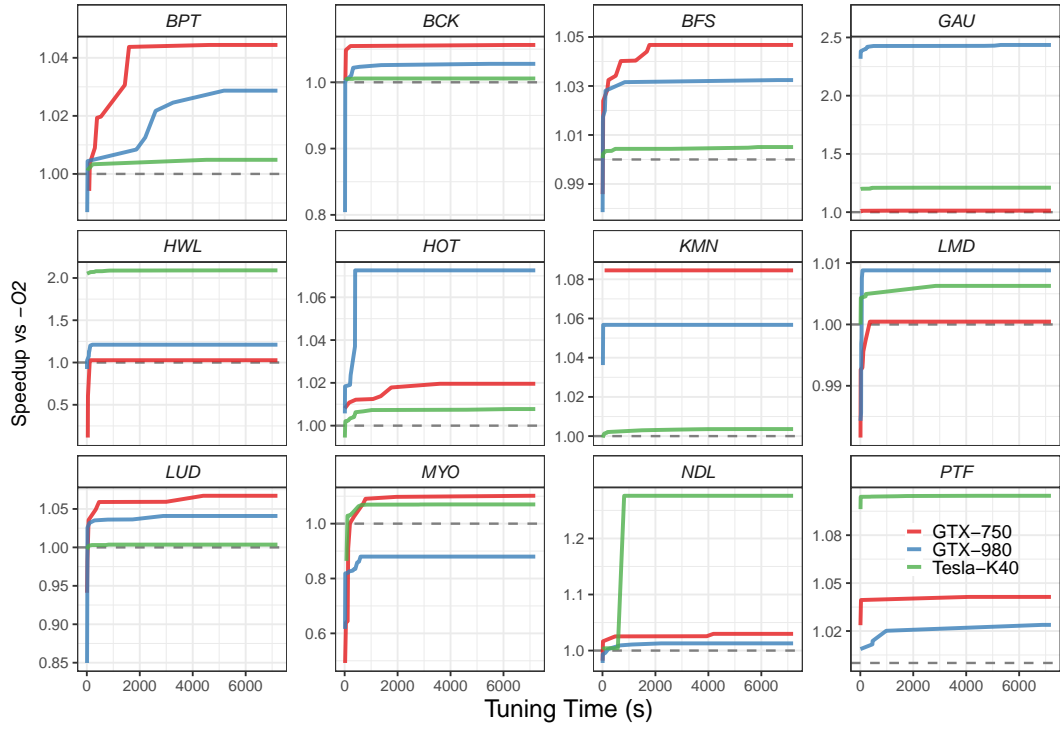 BPT
BCK
BFS
GAU
1.04
1.02
1.00
1.0
0.9
0.8
1.05
1.03
1.01
0.99
2.5
2.0
1.5
1.0
HWL
HOT
KMN
LMD
2.0
1.5
1.0
0.5
1.06
1.04
1.02
1.00
1.08
1.06
1.04
1.02
1.00
1.01
1.00
0.99
LUD
MYO
NDL
PTF
1.05
1.00
0.95
0.90
0.85
1.0
0.8
0.6
1.2
1.1
1.0
1.08
1.05
1.02
GTX−750
GTX−980
Tesla−K40
0 2000 4000 6000
0 2000 4000 6000
0 2000 4000 6000
0 2000 4000 6000
Speedup vs −O2
Tuning Time (s)